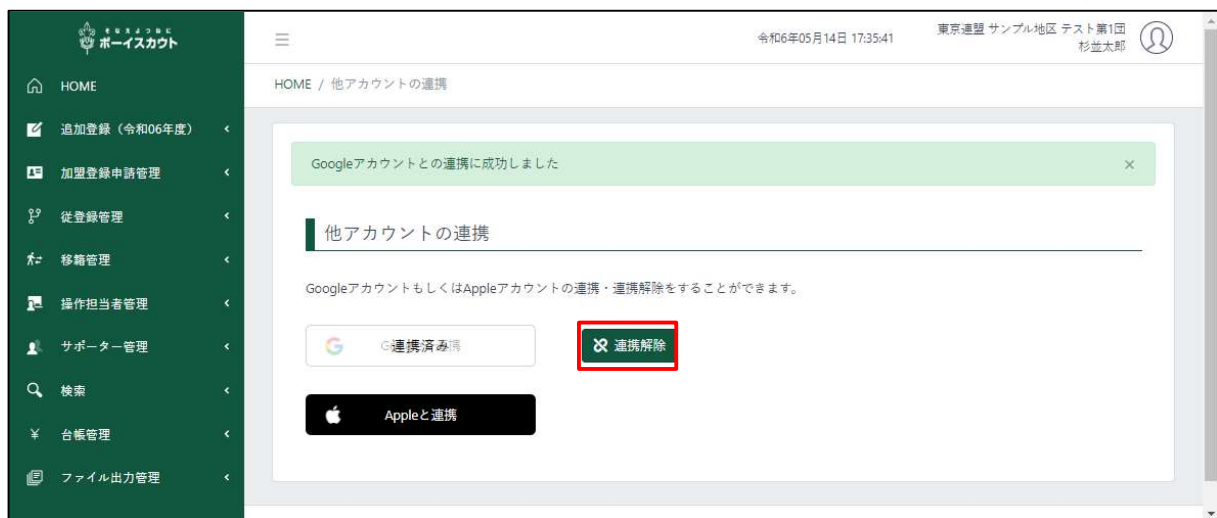 そなえよつねに
ボーイスカウト
令和6年05月14日 17:35:41
東京連盟 サンプル地区 テスト第1団
杉並太郎
HOME
追加登録（令和06年度）
加盟登録申請管理
従登録管理
移籍管理
操作担当者管理
サポーター管理
検索
台帳管理
ファイル出力管理
HOME / 他アカウントの連携
Googleアカウントとの連携に成功しました
他アカウントの連携
GoogleアカウントもしくはAppleアカウントの連携・連携解除をすることができます。
連携済み
連携解除
Appleと連携